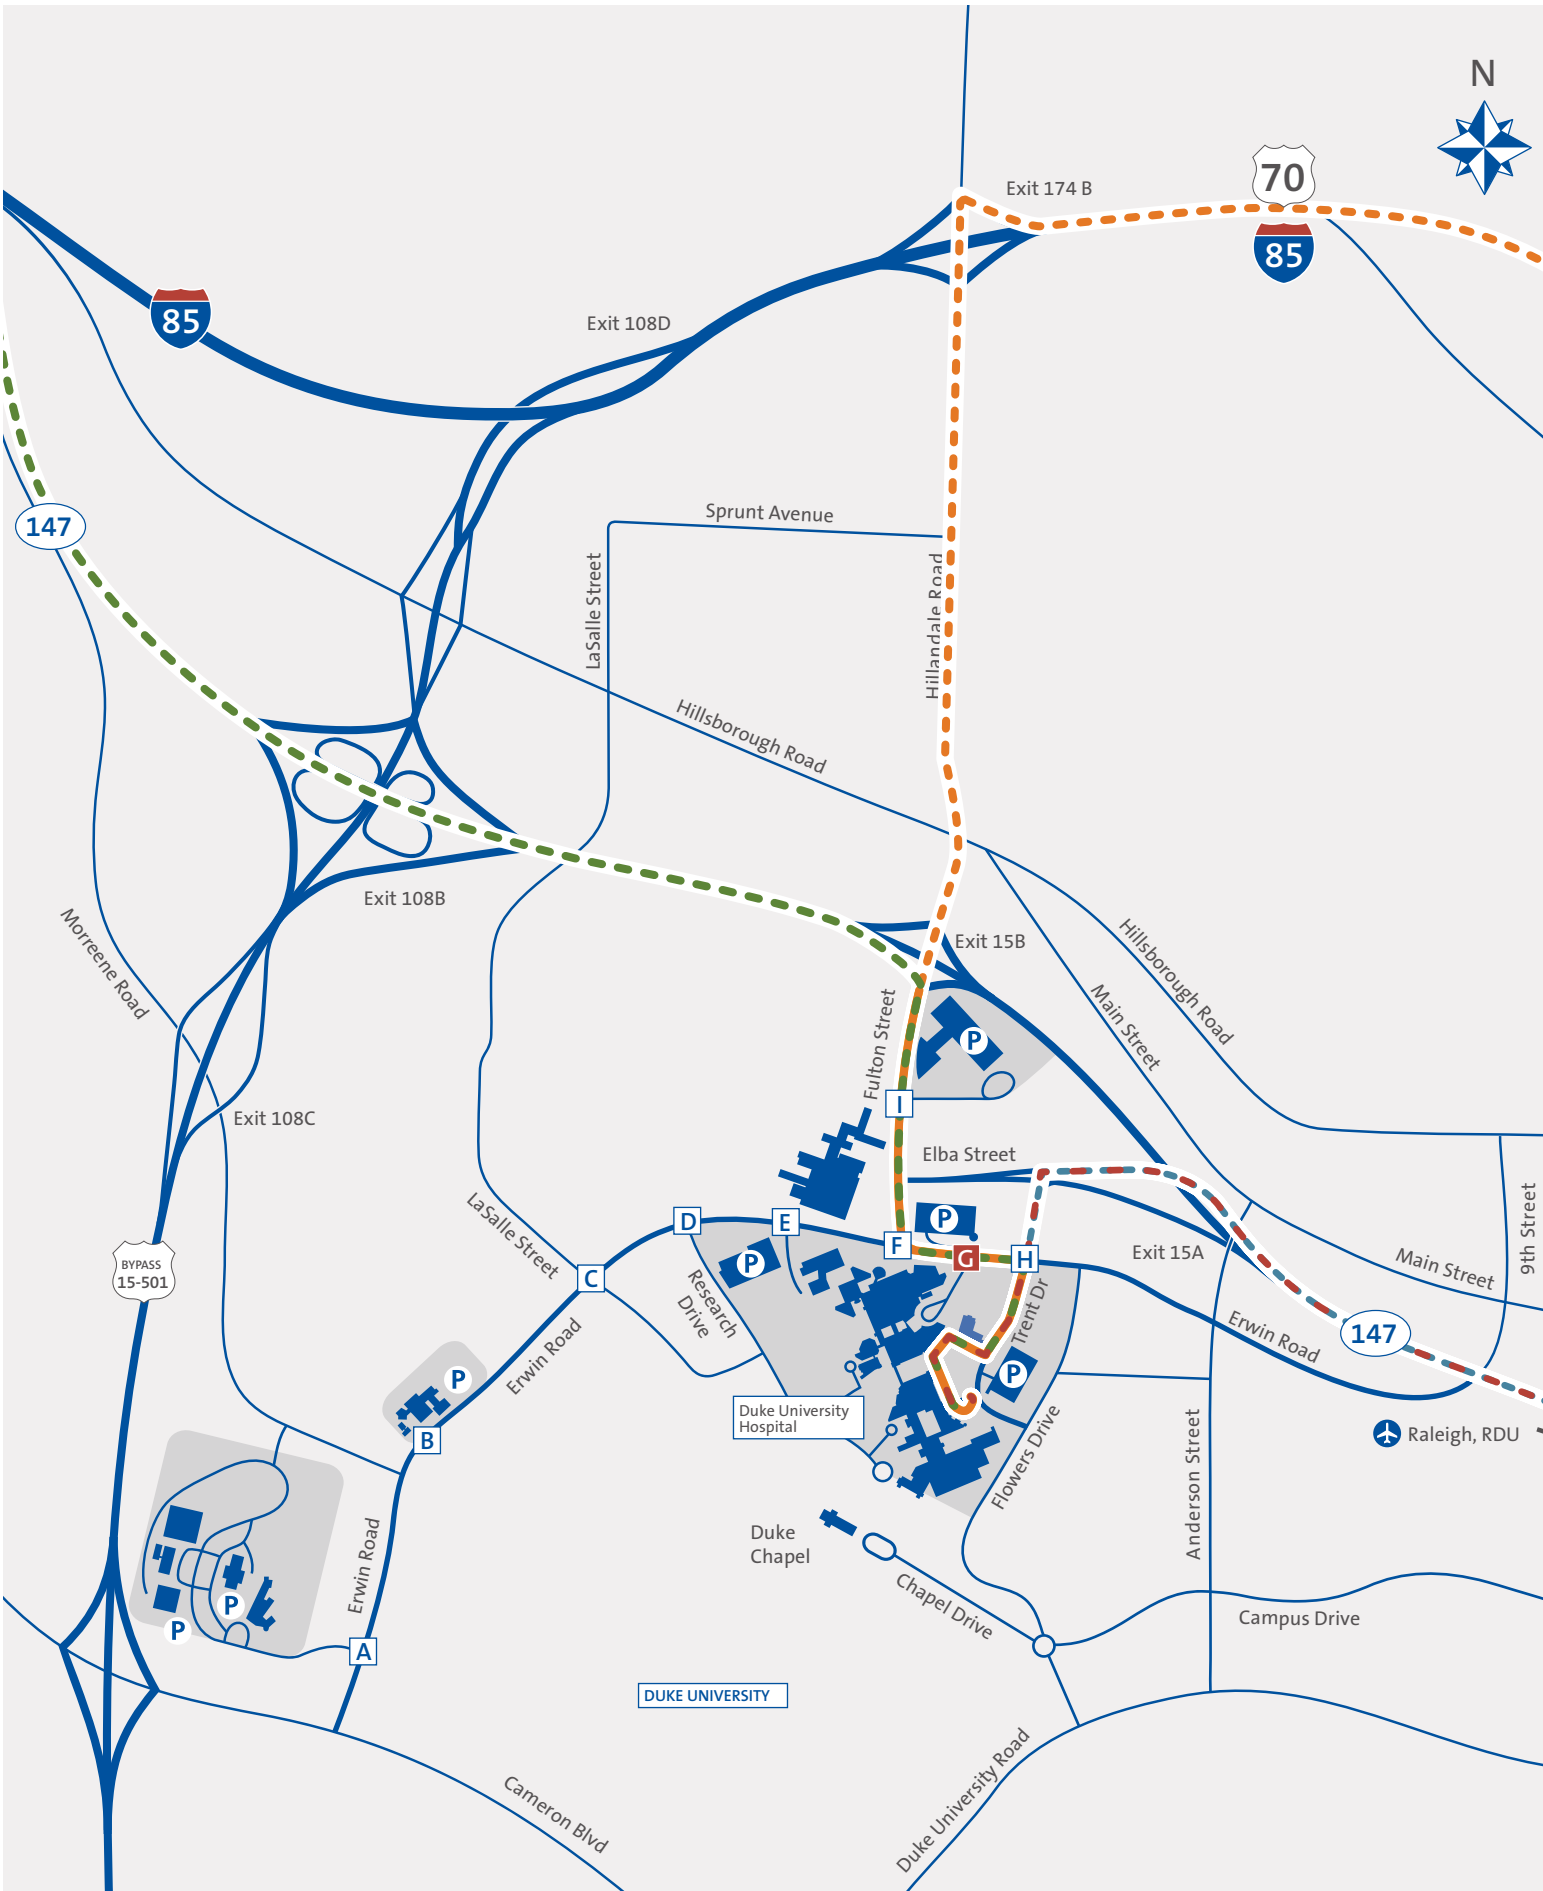 N
Exit 174 B
70
85
85
Exit 108D
147
Sprunt Avenue
LaSalle Street
Hillandale Road
Hillsborough Road
Exit 108B
Morreene Road
Exit 15B
Hillsborough Road
Main Street
Fulton Street
P
I
Exit 108C
Elba Street
LaSalle Street
D
E
P
F
G
H
Exit 15A
9th Street
Main Street
BYPASS
15-501
C
P
Research
Drive
Trent Dr
Erwin Road
147
Erwin Road
P
P
B
Duke University
Hospital
Flowers Drive
Anderson Street
Raleigh, RDU
Duke
Chapel
Erwin Road
P
P
Chapel Drive
Campus Drive
A
DUKE UNIVERSITY
Duke University Road
Cameron Blvd